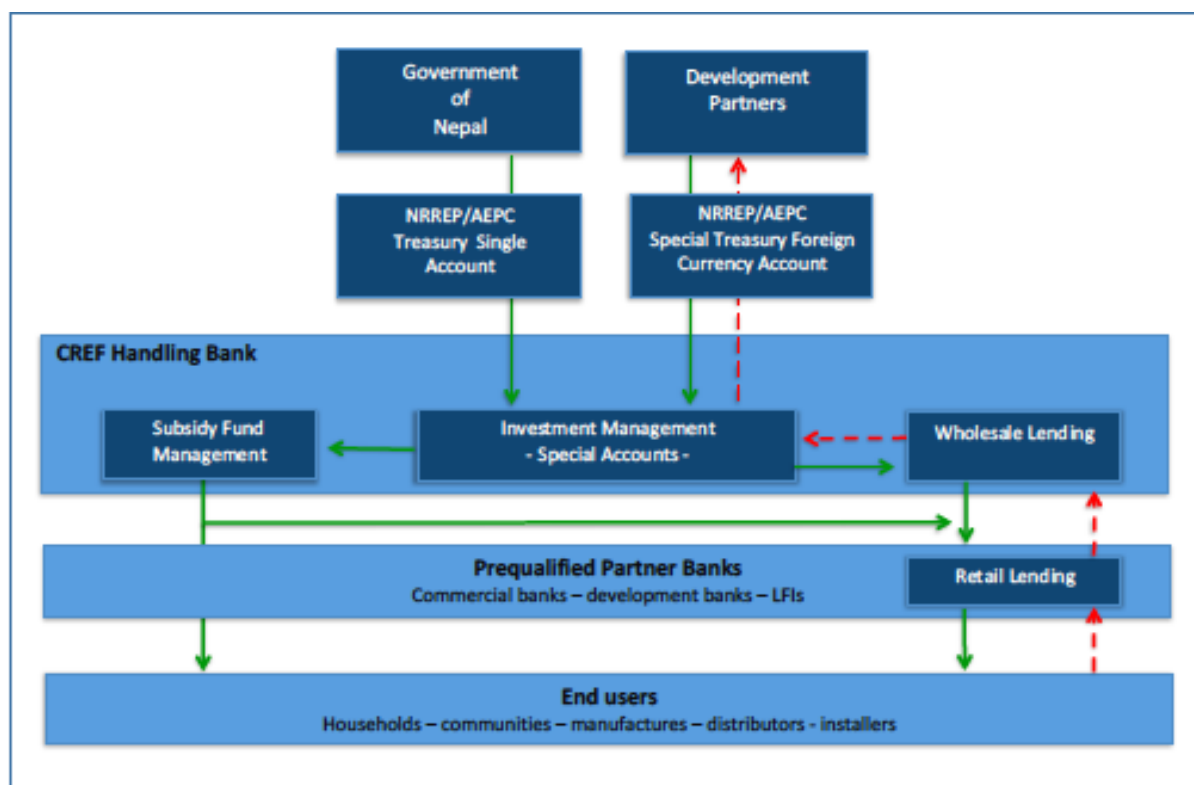 Government
of
Nepal
Development
Partners
NRREP/AEPC
Treasury Single
Account
NRREP/AEPC
Special Treasury Foreign
Currency Account
CREF Handling Bank
Subsidy Fund
Management
Investment Management
- Special Accounts -
Wholesale Lending
Prequalified Partner Banks
Commercial banks – development banks – LFIs
Retail Lending
End users
Households – communities – manufactures – distributors - installers